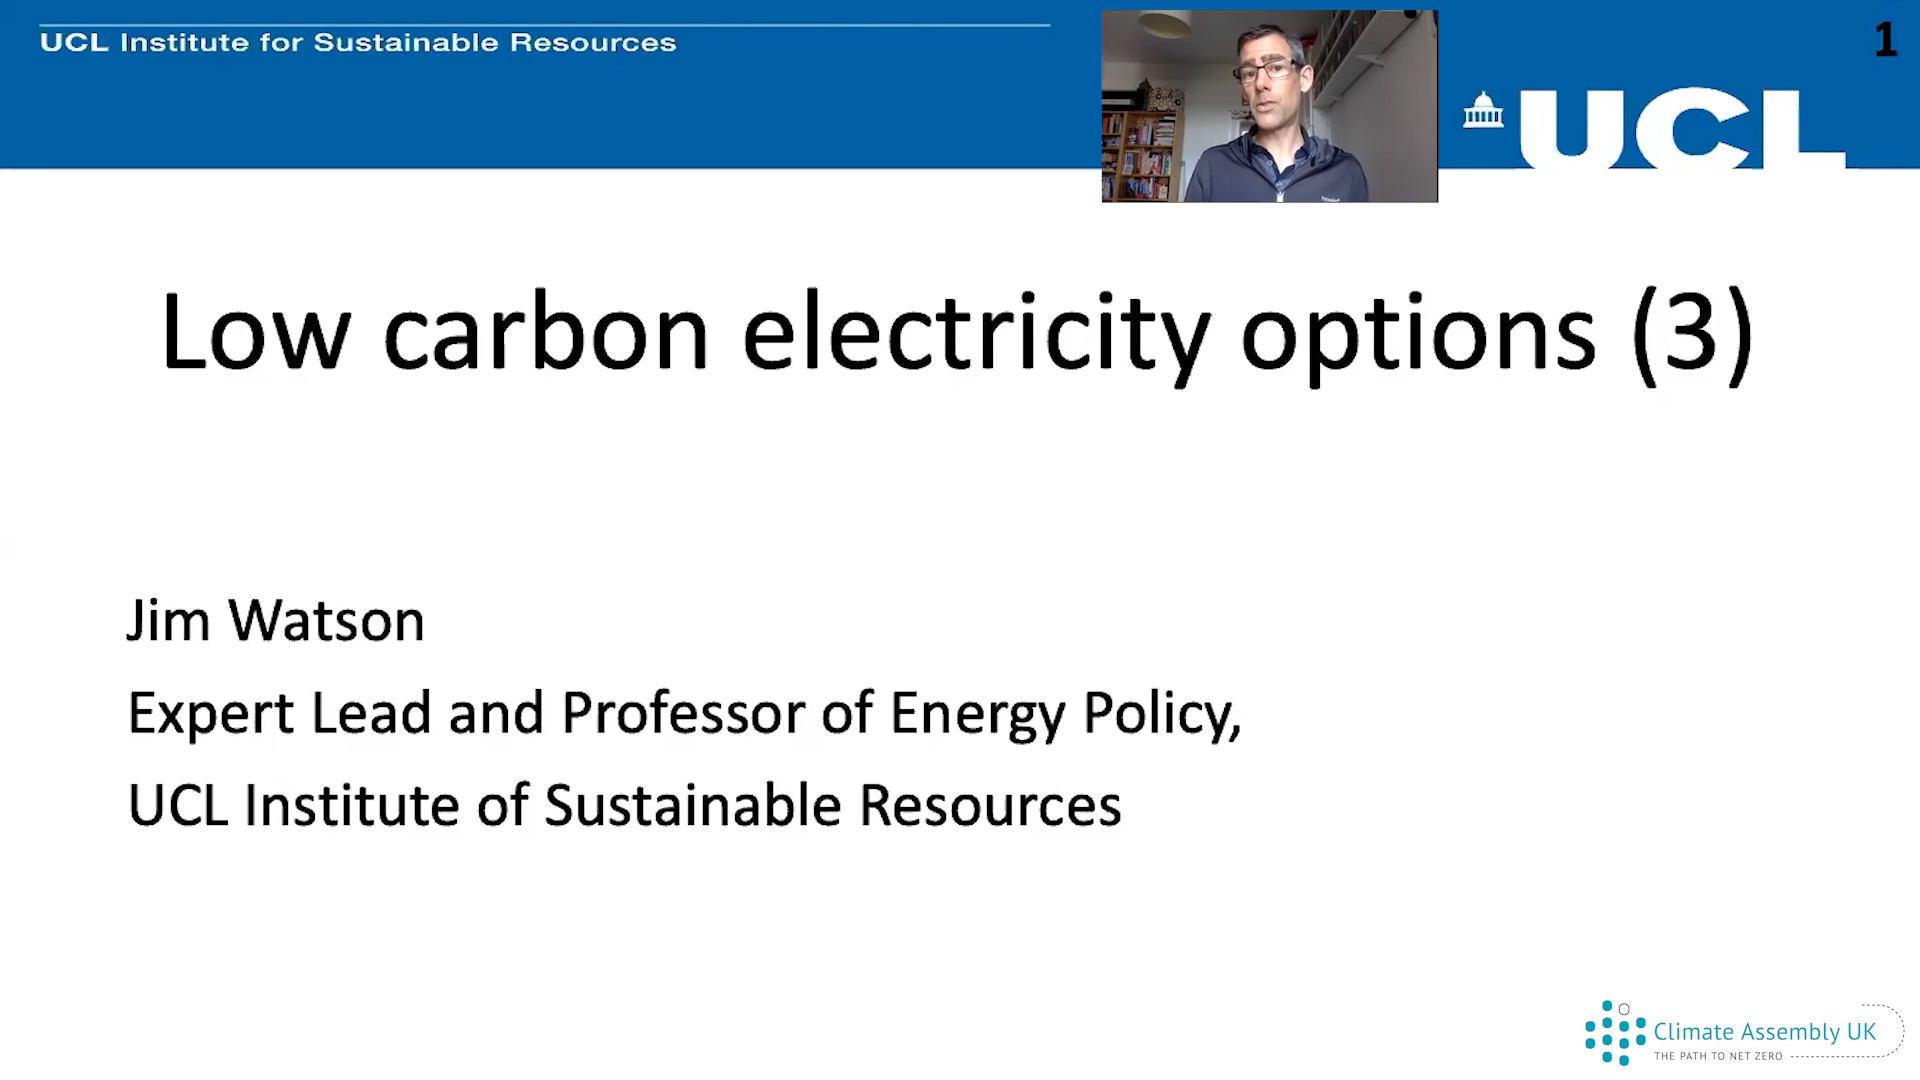 UCL Institute for Sustainable Resources
1
UCL
Low carbon electricity options (3)
Jim Watson
Expert Lead and Professor of Energy Policy,
UCL Institute of Sustainable Resources
Climate Assembly UK
THE PATH TO NET ZERO